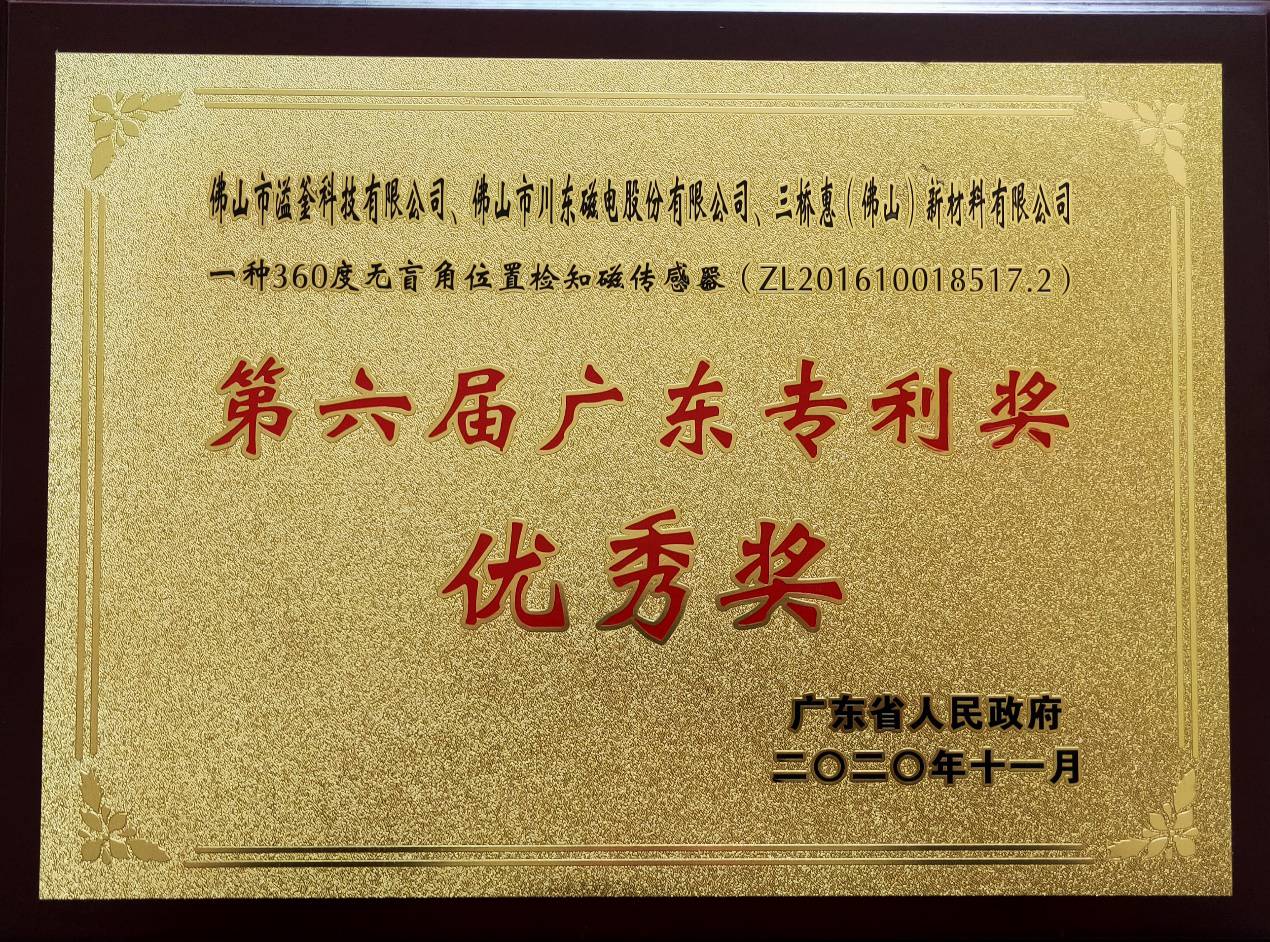 佛山市溢釜科技有限公司、佛山市川东磁电股份有限公司、三桥惠（佛山）新材料有限公司
一种360度无盲角位置检知磁传感器（ZL201610018517.2）
第六届广东专利奖
优秀奖
广东省人民政府
二〇二〇年十一月